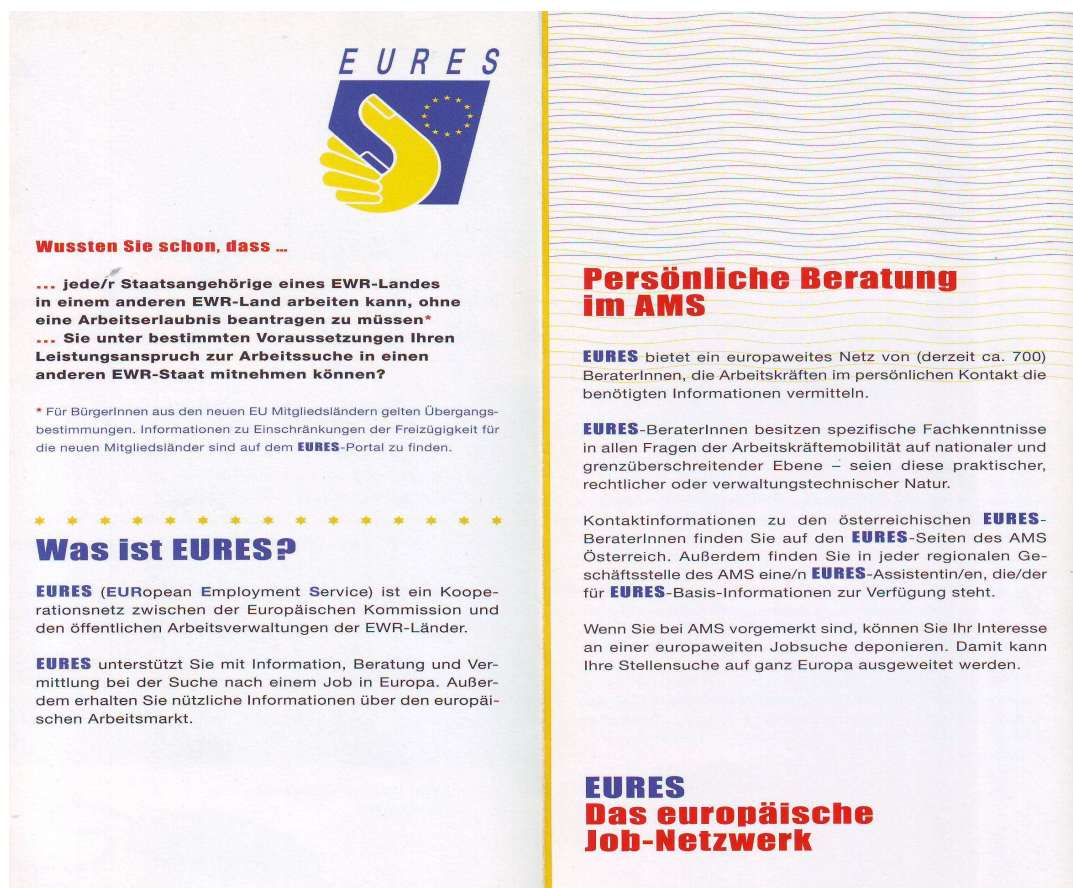 EURES
Wussten Sie schon, dass ...
... jede/r Staatsangehörige eines EWR-Landes
in einem anderen EWR-Land arbeiten kann, ohne
eine Arbeitserlaubnis beantragen zu müssen*
... Sie unter bestimmten Voraussetzungen Ihren
Leistungsanspruch zur Arbeitssuche in einen
anderen EWR-Staat mitnehmen können?
* Für BürgerInnen aus den neuen EU Mitgliedsländern gelten Übergangs-
bestimmungen. Informationen zu Einschränkungen der Freizügigkeit für
die neuen Mitgliedsländer sind auf dem EURES-Portal zu finden.
Was ist EURES?
EURES (EURopean Employment Service) ist ein Koope-
rationsnetz zwischen der Europäischen Kommission und
den öffentlichen Arbeitsverwaltungen der EWR-Länder.
EURES unterstützt Sie mit Information, Beratung und Ver-
mittlung bei der Suche nach einem Job in Europa. Außer-
dem erhalten Sie nützliche Informationen über den europäi-
schen Arbeitsmarkt.
Persönliche Beratung
im AMS
EURES bietet ein europaweites Netz von (derzeit ca. 700)
BeraterInnen, die Arbeitskräften im persönlichen Kontakt die
benötigten Informationen vermitteln.
EURES-BeraterInnen besitzen spezifische Fachkenntnisse
in allen Fragen der Arbeitskräftemobilität auf nationaler und
grenzüberschreitender Ebene – seien diese praktischer,
rechtlicher oder verwaltungstechnischer Natur.
Kontaktinformationen zu den österreichischen EURES-
BeraterInnen finden Sie auf den EURES-Seiten des AMS
Österreich. Außerdem finden Sie in jeder regionalen Ge-
schäftsstelle des AMS eine/n EURES-Assistentin/en, die/der
für EURES-Basis-Informationen zur Verfügung steht.
Wenn Sie bei AMS vorgemerkt sind, können Sie Ihr Interesse
an einer europaweiten Jobsuche deponieren. Damit kann
Ihre Stellensuche auf ganz Europa ausgeweitet werden.
EURES
Das europäische
Job-Netzwerk